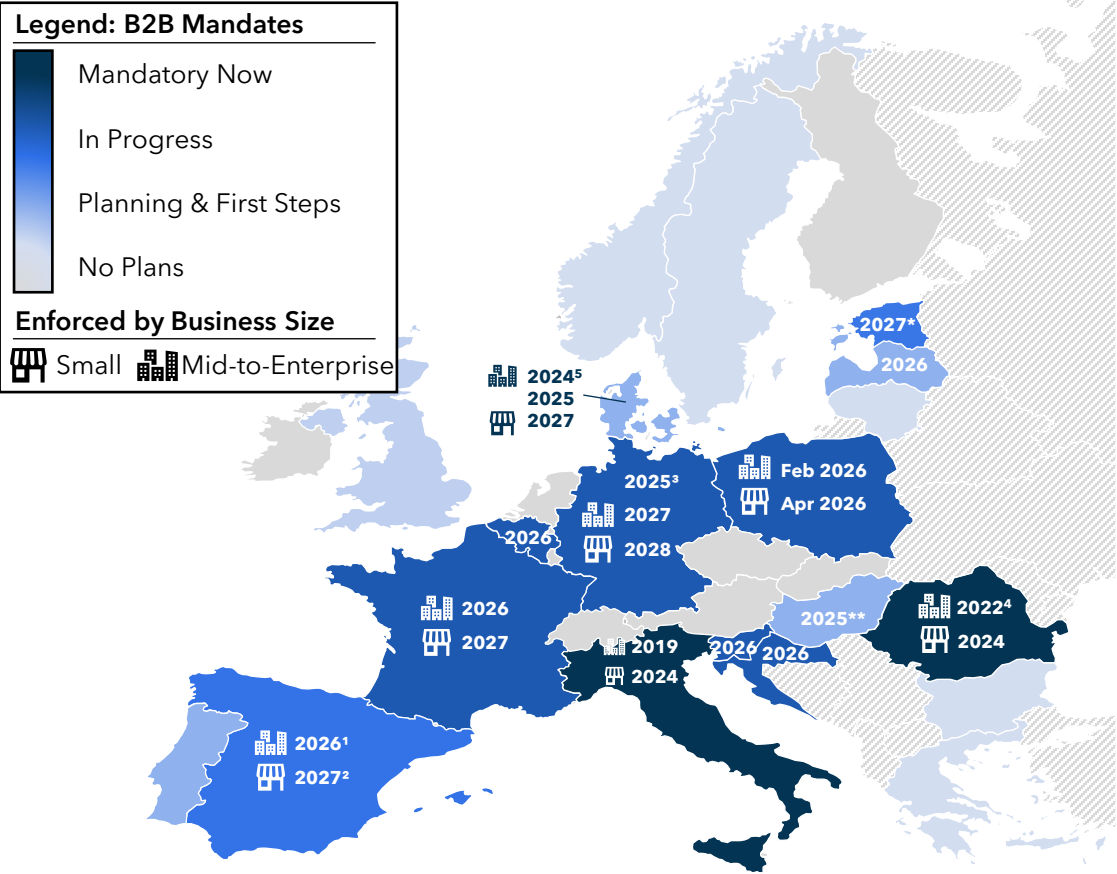 Legend: B2B Mandates
Mandatory Now
In Progress
Planning & First Steps
No Plans
Enforced by Business Size
Small
Mid-to-Enterprise
2027*
2026
2024⁵
2025
2027
Feb 2026
Apr 2026
2025³
2027
2028
2026
2026
2027
2025**
2022⁴
2024
2019
2024
2026
2026
2026¹
2027²